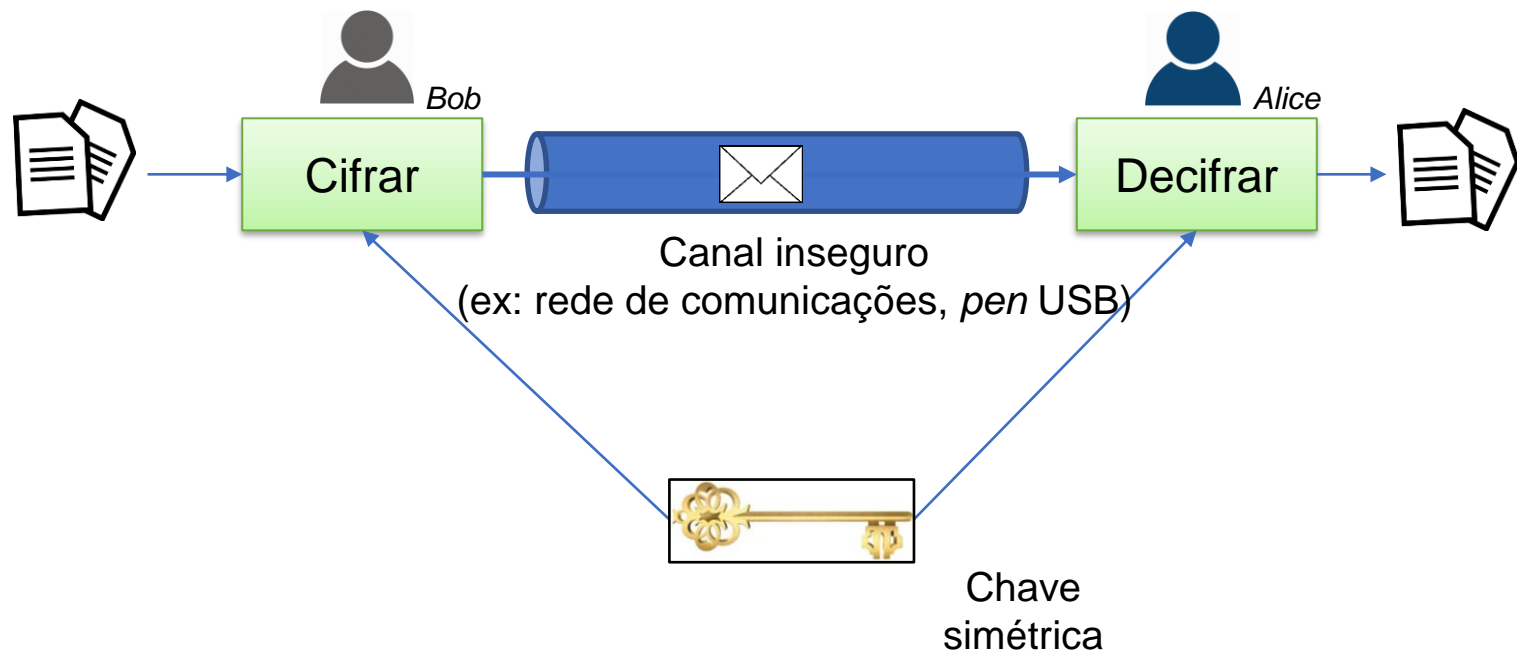 Bob
Alice
Cifrar
Decifrar
Canal inseguro
(ex: rede de comunicações, pen USB)
Chave
simétrica